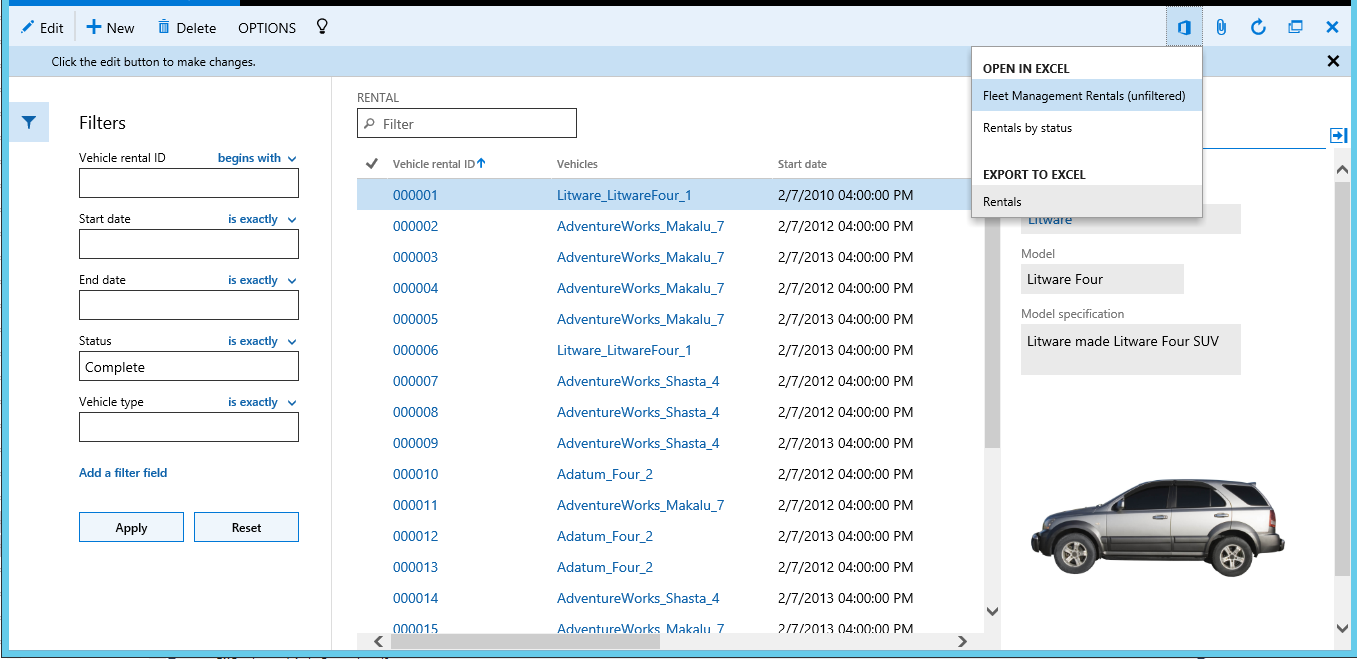 Edit New Delete OPTIONS
Click the edit button to make changes.
OPEN IN EXCEL
Fleet Management Rentals (unfiltered)
Rentals by status
EXPORT TO EXCEL
Rentals
Filters
Vehicle rental ID begins with
Start date is exactly
End date is exactly
Status is exactly
Complete
Vehicle type is exactly
Add a filter field
Apply Reset
RENTAL
Filter
Vehicle rental ID Vehicles Start date
000001 Litware_LitwareFour_1 2/7/2010 04:00:00 PM
000002 AdventureWorks_Makalu_7 2/7/2012 04:00:00 PM
000003 AdventureWorks_Makalu_7 2/7/2013 04:00:00 PM
000004 AdventureWorks_Makalu_7 2/7/2012 04:00:00 PM
000005 AdventureWorks_Makalu_7 2/7/2013 04:00:00 PM
000006 Litware_LitwareFour_1 2/7/2013 04:00:00 PM
000007 AdventureWorks_Shasta_4 2/7/2012 04:00:00 PM
000008 AdventureWorks_Shasta_4 2/7/2012 04:00:00 PM
000009 AdventureWorks_Shasta_4 2/7/2013 04:00:00 PM
000010 Adatum_Four_2 2/7/2012 04:00:00 PM
000011 AdventureWorks_Makalu_7 2/7/2013 04:00:00 PM
000012 Adatum_Four_2 2/7/2012 04:00:00 PM
000013 Adatum_Four_2 2/7/2012 04:00:00 PM
000014 AdventureWorks_Shasta_4 2/7/2013 04:00:00 PM
000015 AdventureWorks_Makalu_7 2/7/2013 04:00:00 PM
Litware
Model
Litware Four
Model specification
Litware made Litware Four SUV